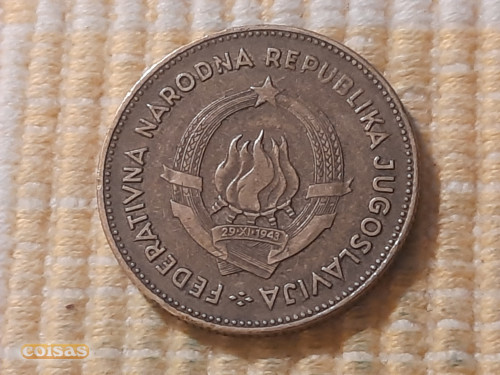 FEDERATIVNA NARODNA REPUBLIKA JUGOSLAVIJA
29·XI·1943
coisas